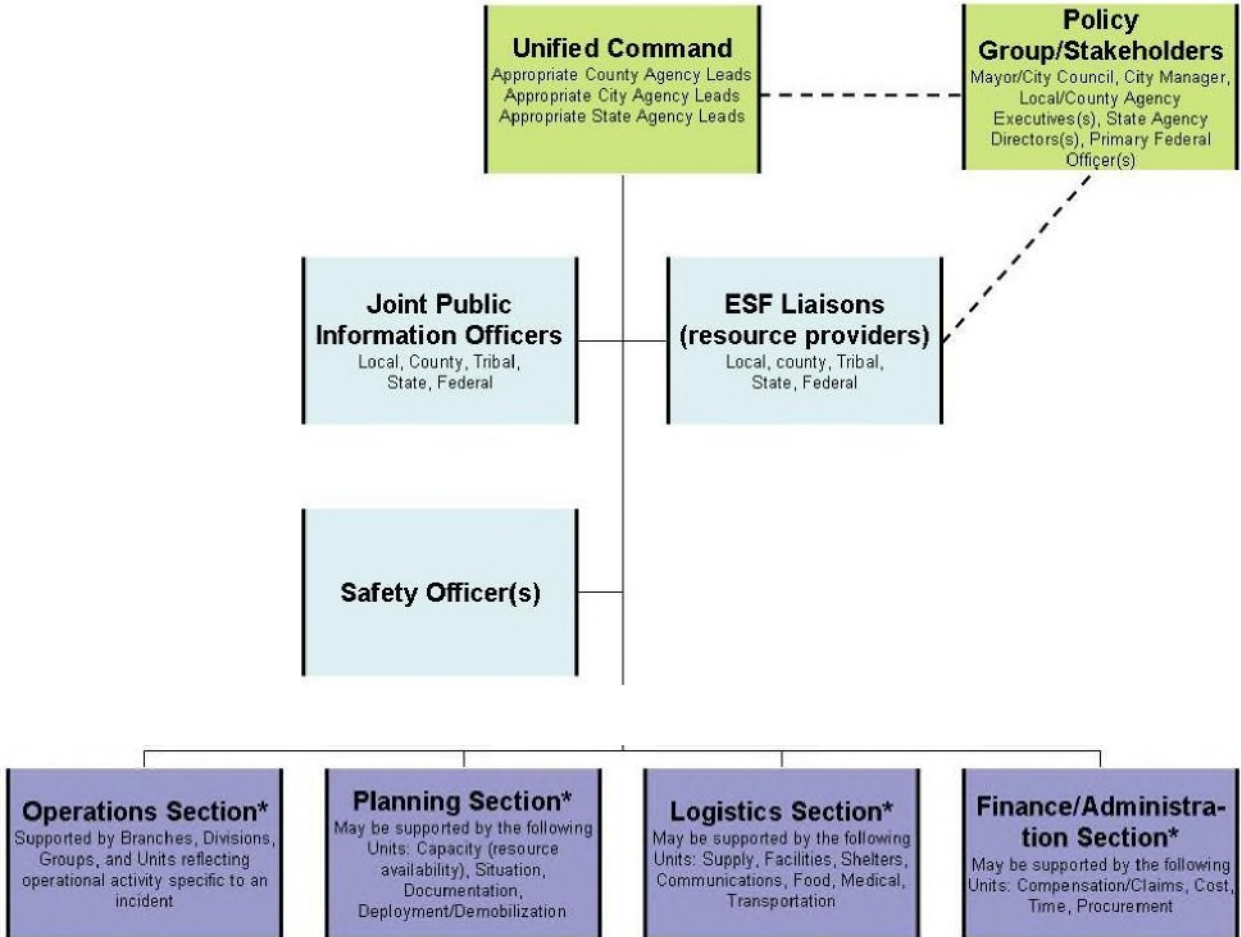 Unified Command
Appropriate County Agency Leads
Appropriate City Agency Leads
Appropriate State Agency Leads
Policy
Group/Stakeholders
Mayor/City Council, City Manager,
Local/County Agency
Executives(s), State Agency
Directors(s), Primary Federal
Officer(s)
Joint Public
Information Officers
Local, County, Tribal,
State, Federal
ESF Liaisons
(resource providers)
Local, county, Tribal,
State, Federal
Safety Officer(s)
Operations Section*
Supported by Branches, Divisions,
Groups, and Units reflecting
operational activity specific to an
incident
Planning Section*
May be supported by the following
Units: Capacity (resource
availability), Situation,
Documentation,
Deployment/Demobilization
Logistics Section*
May be supported by the following
Units: Supply, Facilities, Shelters,
Communications, Food, Medical,
Transportation
Finance/Administra-
tion Section*
May be supported by the following
Units: Compensation/Claims, Cost,
Time, Procurement